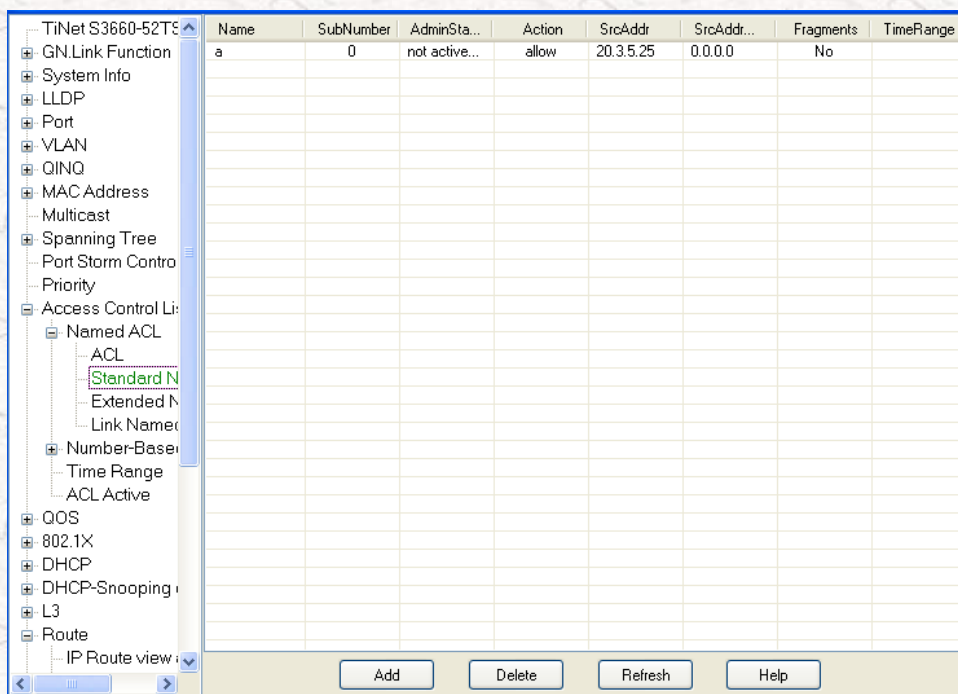 TiNet S3660-52TS
GN.Link Function
System Info
LLDP
Port
VLAN
QINQ
MAC Address
Multicast
Spanning Tree
Port Storm Contro
Priority
Access Control Li
Named ACL
ACL
Standard N
Extended N
Link Named
Number-Base
Time Range
ACL Active
QOS
802.1X
DHCP
DHCP-Snooping
L3
Route
IP Route view
Name SubNumber AdminSta... Action SrcAddr SrcAddr... Fragments TimeRange
a 0 not active... allow 20.3.5.25 0.0.0.0 No
Add Delete Refresh Help